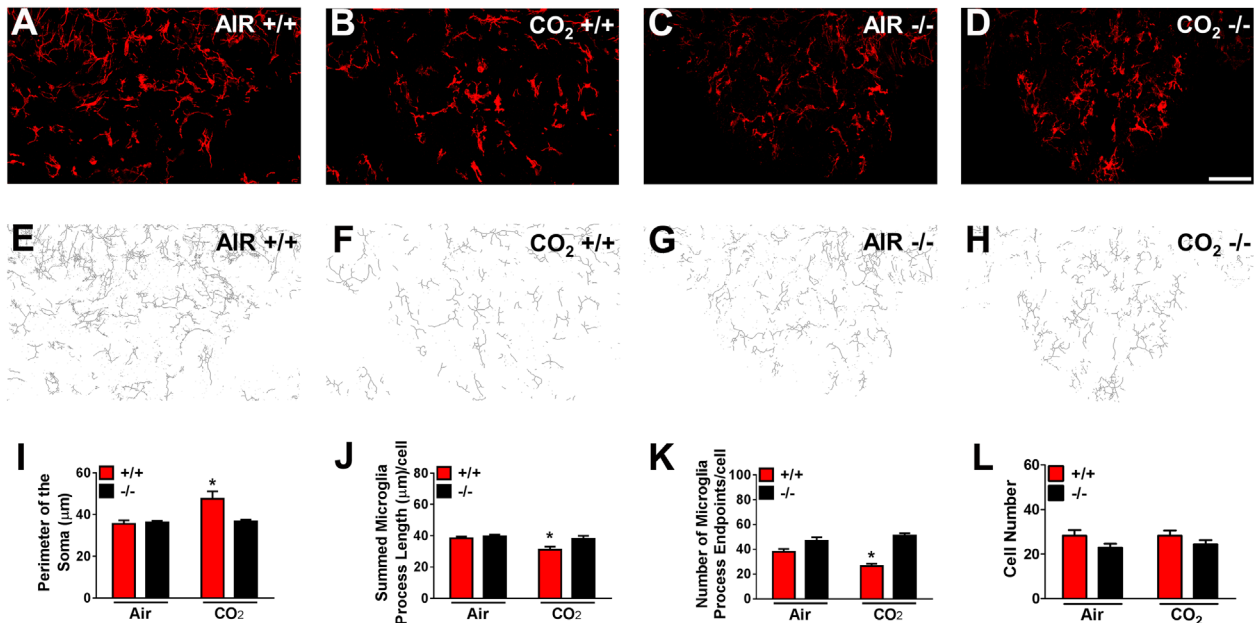 A AIR +/+
B CO2 +/+
C AIR -/-
D CO2 -/-
E AIR +/+
F CO2 +/+
G AIR -/-
H CO2 -/-
I
Perimeter of the
Soma (µm)
60
40
20
0
+/+
-/-
*
Air
CO2
J
Summed Microglia
Process Length (µm)/cell
80
60
40
20
0
+/+
-/-
*
Air
CO2
K
Number of Microglia
Process Endpoints/cell
100
80
60
40
20
0
+/+
-/-
*
Air
CO2
L
Cell Number
60
40
20
0
+/+
-/-
Air
CO2